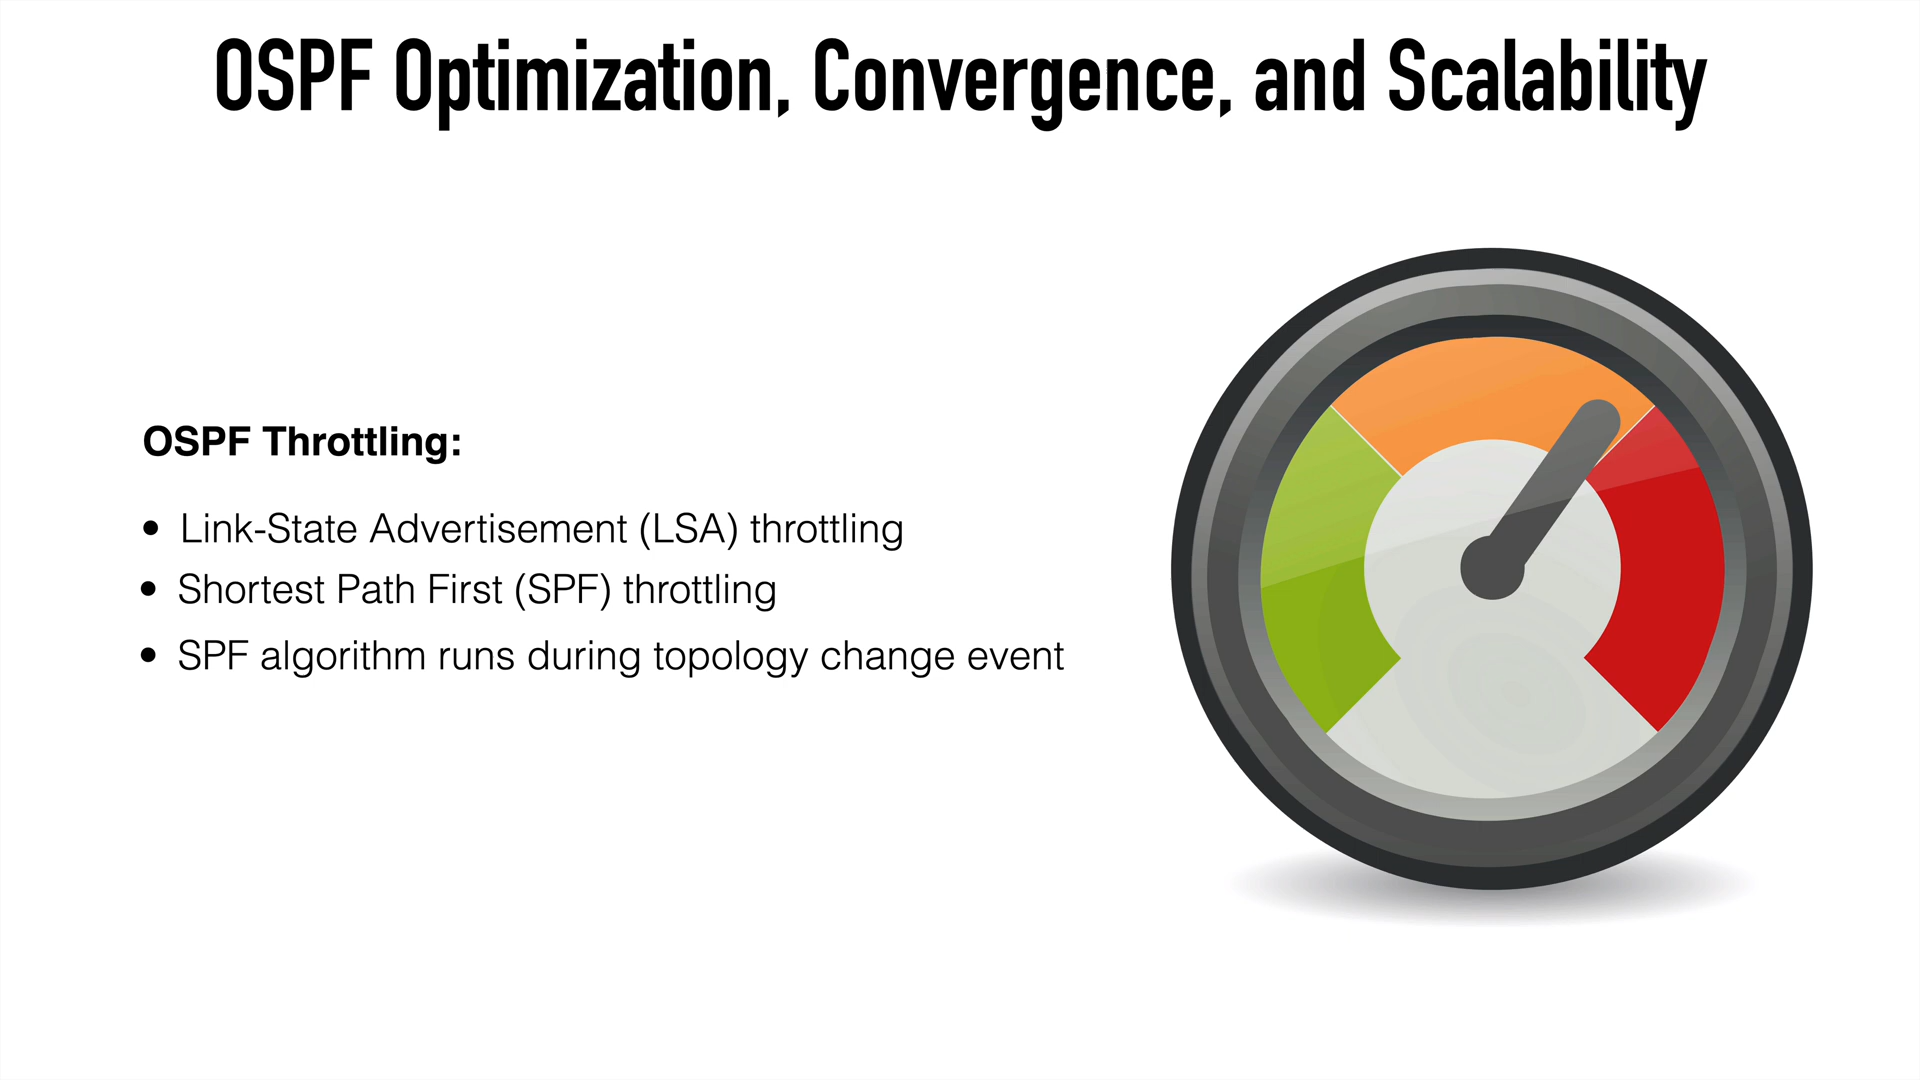 OSPF Optimization, Convergence, and Scalability
OSPF Throttling:
• Link-State Advertisement (LSA) throttling
• Shortest Path First (SPF) throttling
• SPF algorithm runs during topology change event